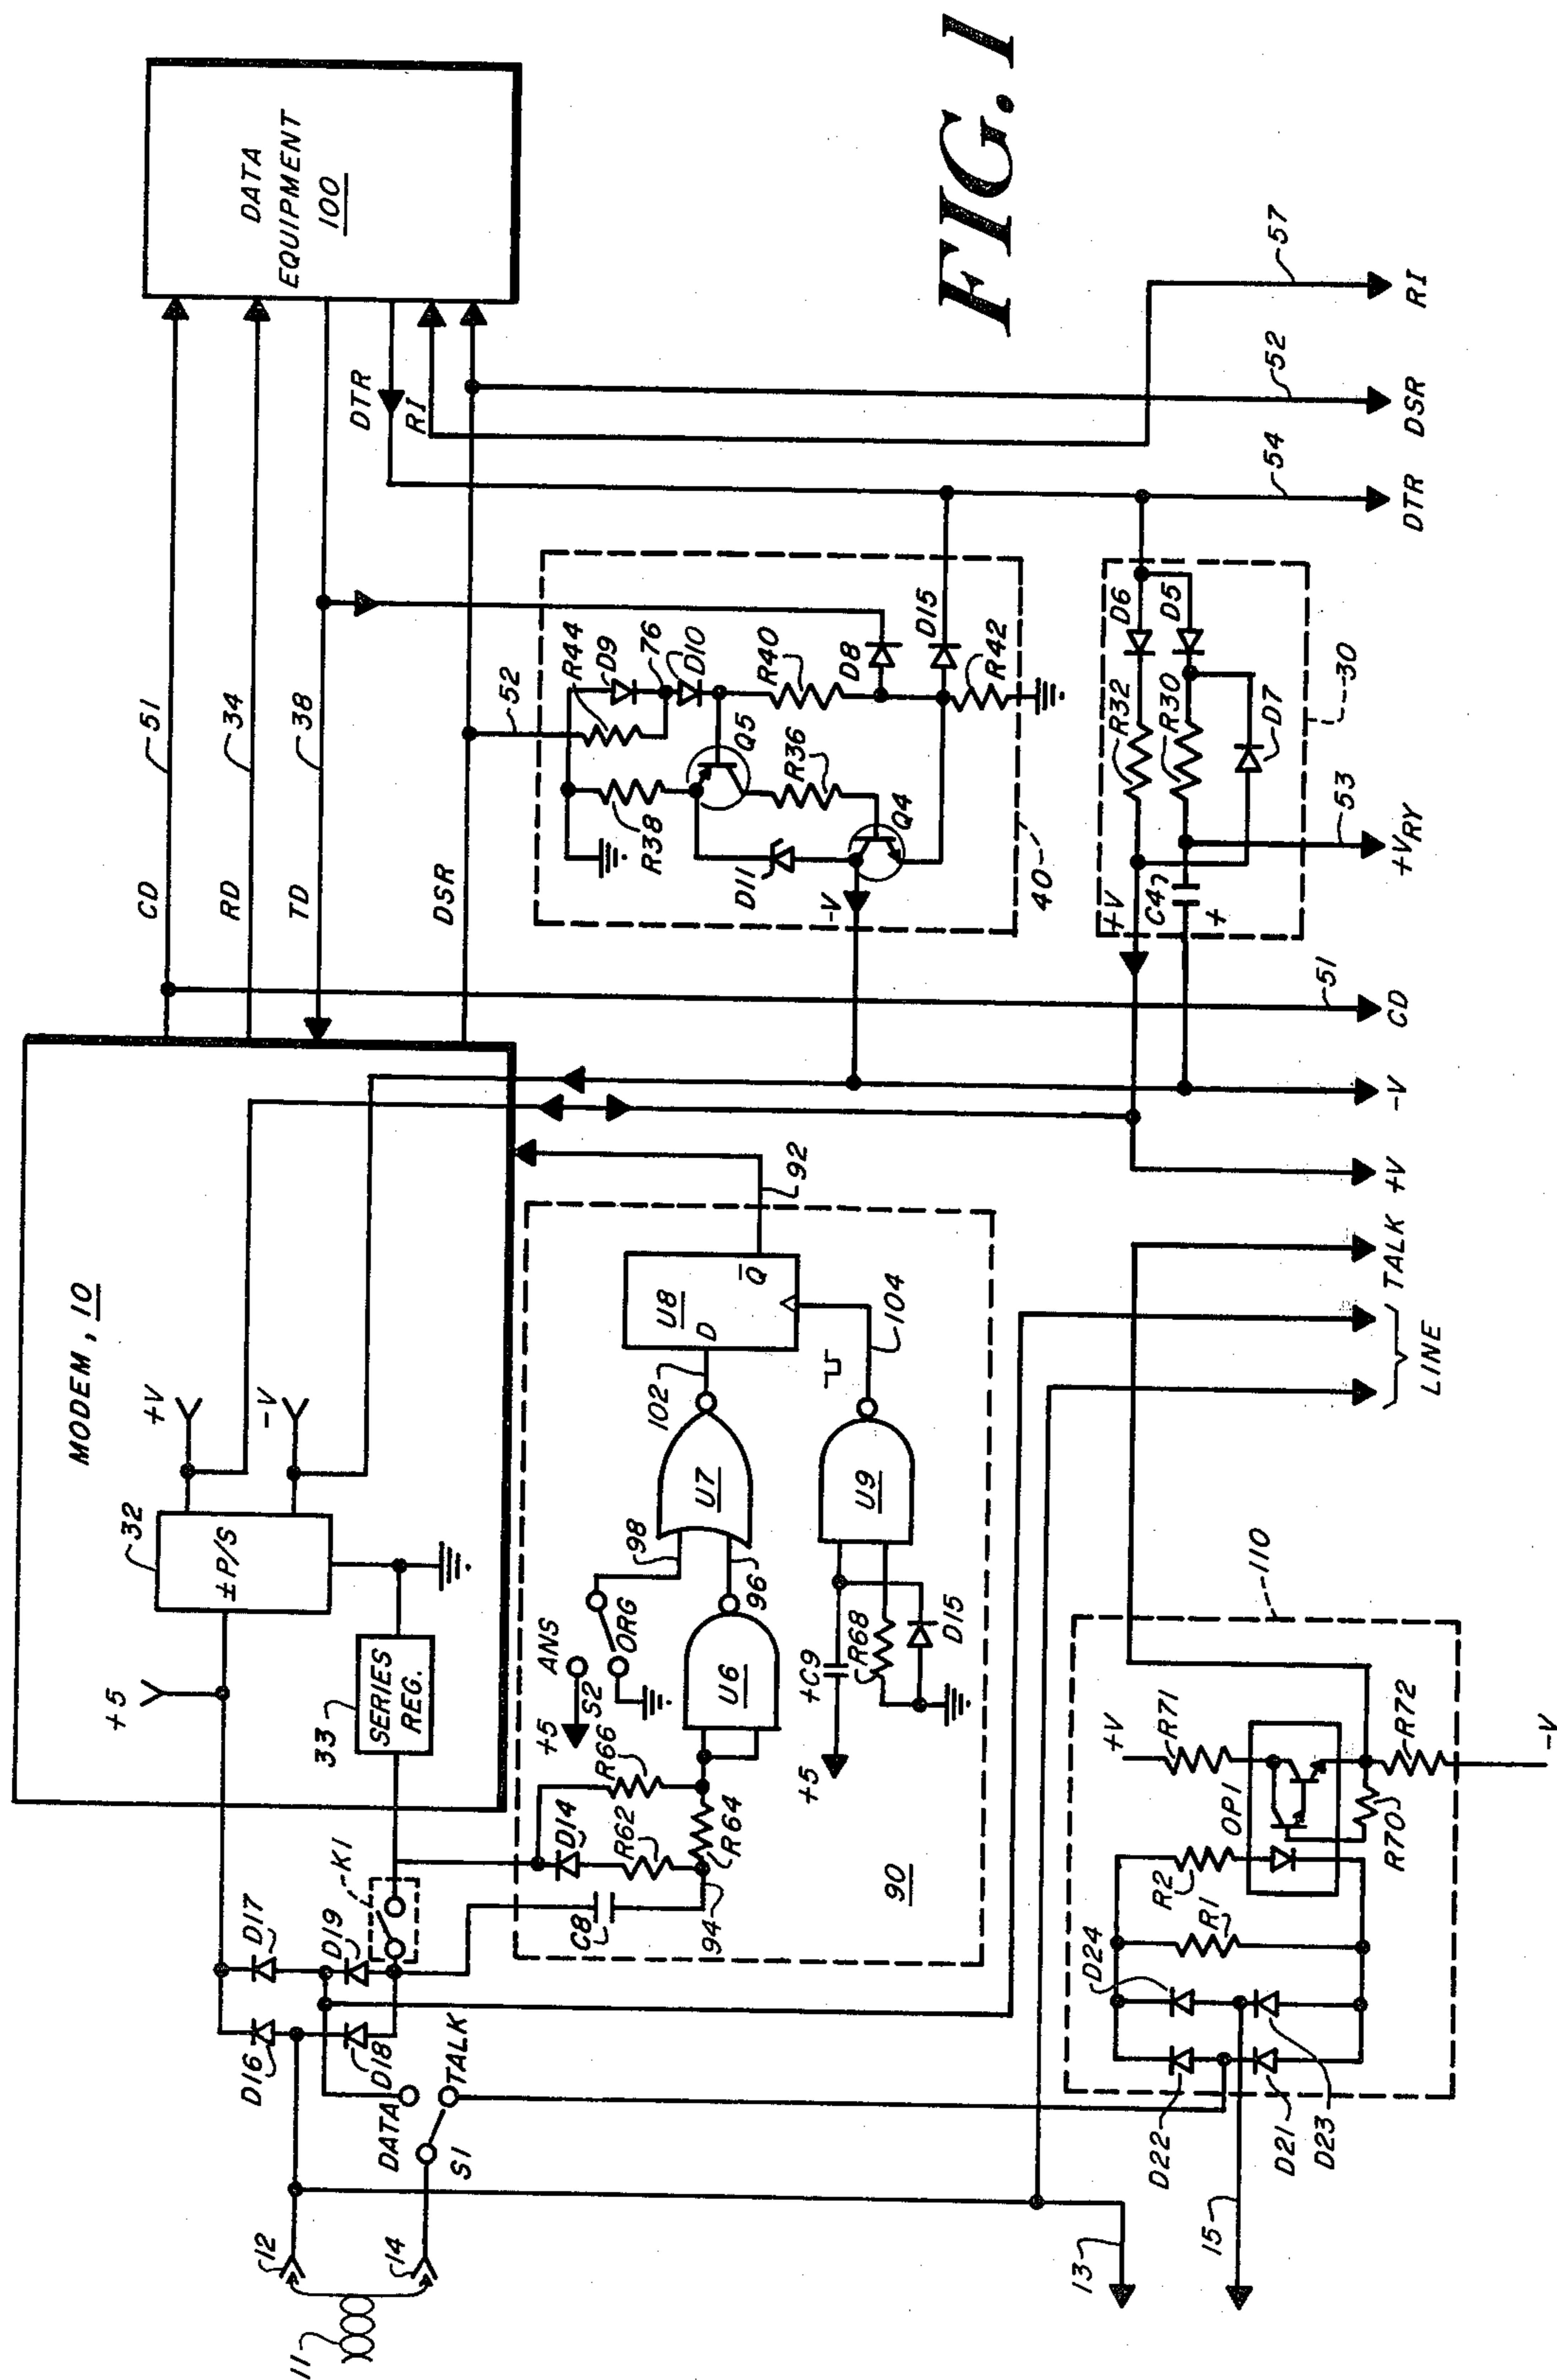 FIG. 1
MODEM, 10
DATA
EQUIPMENT
100
CD
51
RD
34
TD
38
DSR
DTR
RI
+5
32
±P/S
+V
-V
33
SERIES
REG.
D16
D17
D18
D19
K1
11
12
14
DATA
S1
TALK
90
C8
94
D14
R62
R64
R66
U6
+5
ANS
S2
ORG
96
98
U7
102
U8
D
Q̅
92
104
U9
+5
+C9
R68
D15
40
52
R44
D9
76
D10
R38
Q5
R36
R40
D8
D15
R42
Q4
D11
-V
30
D6
D5
R32
R30
D7
+V
C4
+
53
110
D22
D24
D21
D23
R1
R2
OP1
+V
R71
R70
R72
-V
13
15
LINE
TALK
+V
-V
CD
51
+VRY
DTR
54
DSR
52
RI
57